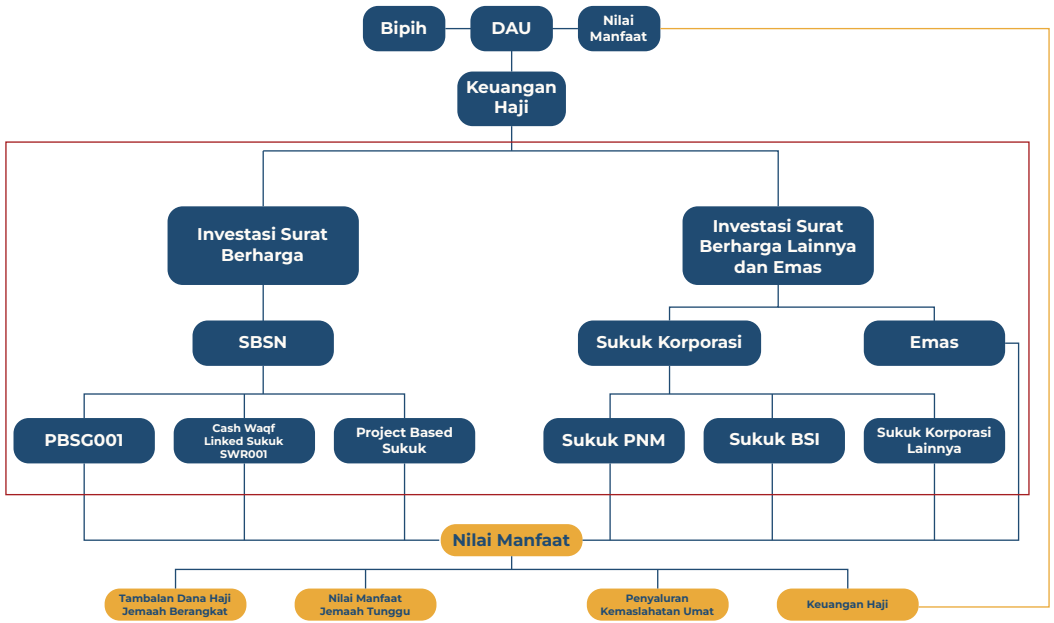 Bipih
DAU
Nilai
Manfaat
Keuangan
Haji
Investasi Surat
Berharga
Investasi Surat
Berharga Lainnya
dan Emas
SBSN
Sukuk Korporasi
Emas
PBSG001
Cash Waqf
Linked Sukuk
SWR001
Project Based
Sukuk
Sukuk PNM
Sukuk BSI
Sukuk Korporasi
Lainnya
Nilai Manfaat
Tambalan Dana Haji
Jemaah Berangkat
Nilai Manfaat
Jemaah Tunggu
Penyaluran
Kemaslahatan Umat
Keuangan Haji